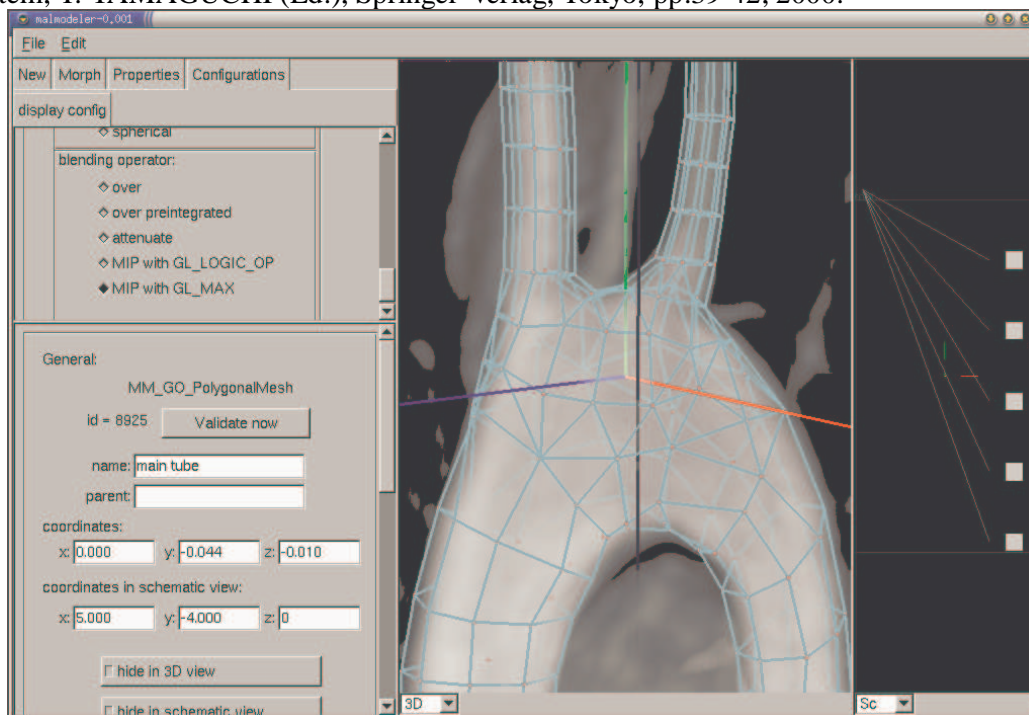 stem, T. YAMAGUCHI (Ed.), Springer-Verlag, Tokyo, pp.39-42, 2000.
malmodeler-0.001
File Edit
New Morph Properties Configurations
display config
spherical
blending operator:
over
over preintegrated
attenuate
MIP with GL_LOGIC_OP
MIP with GL_MAX
General:
MM_GO_PolygonalMesh
id = 8925 Validate now
name: main tube
parent:
coordinates:
x: 0.000 y: -0.044 z: -0.010
coordinates in schematic view:
x: 5.000 y: -4.000 z: 0
hide in 3D view
hide in schematic view
3D
Sc